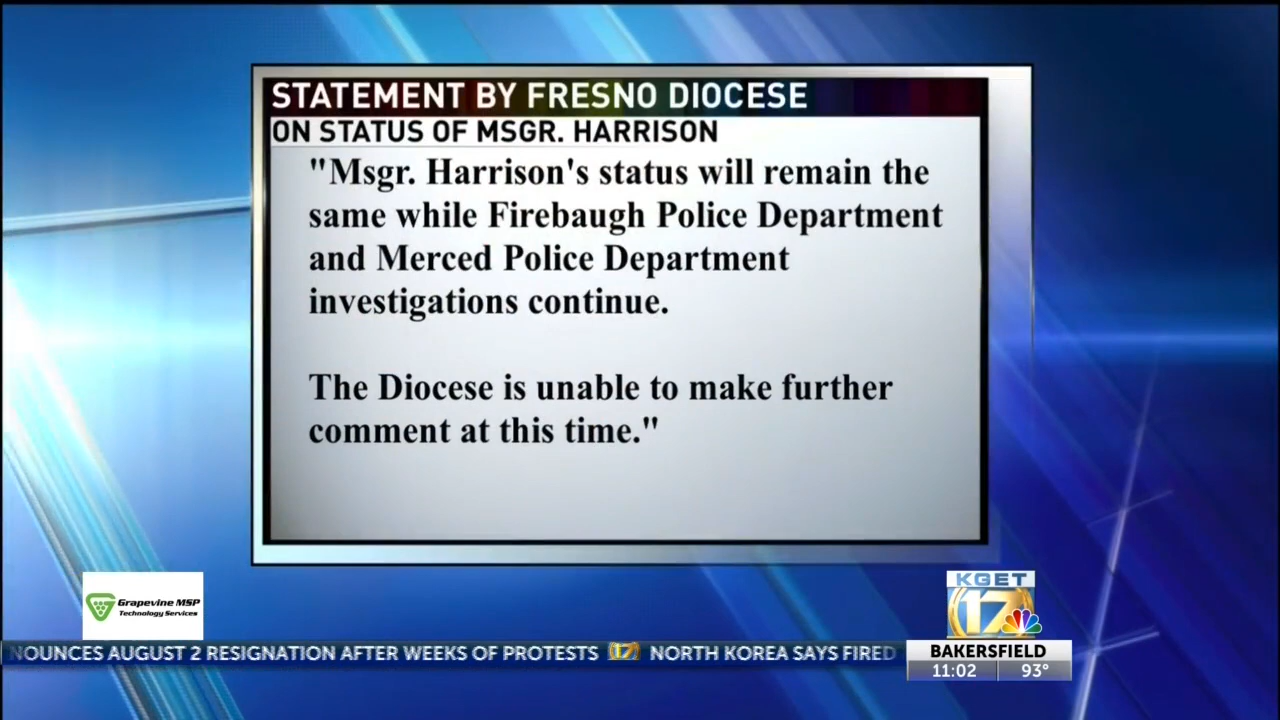 STATEMENT BY FRESNO DIOCESE
ON STATUS OF MSGR. HARRISON
"Msgr. Harrison's status will remain the
same while Firebaugh Police Department
and Merced Police Department
investigations continue.
The Diocese is unable to make further
comment at this time."
Grapevine MSP
Technology Services
KGET
17
NOUNCES AUGUST 2 RESIGNATION AFTER WEEKS OF PROTESTS 17 NORTH KOREA SAYS FIRED
BAKERSFIELD
11:02 93°